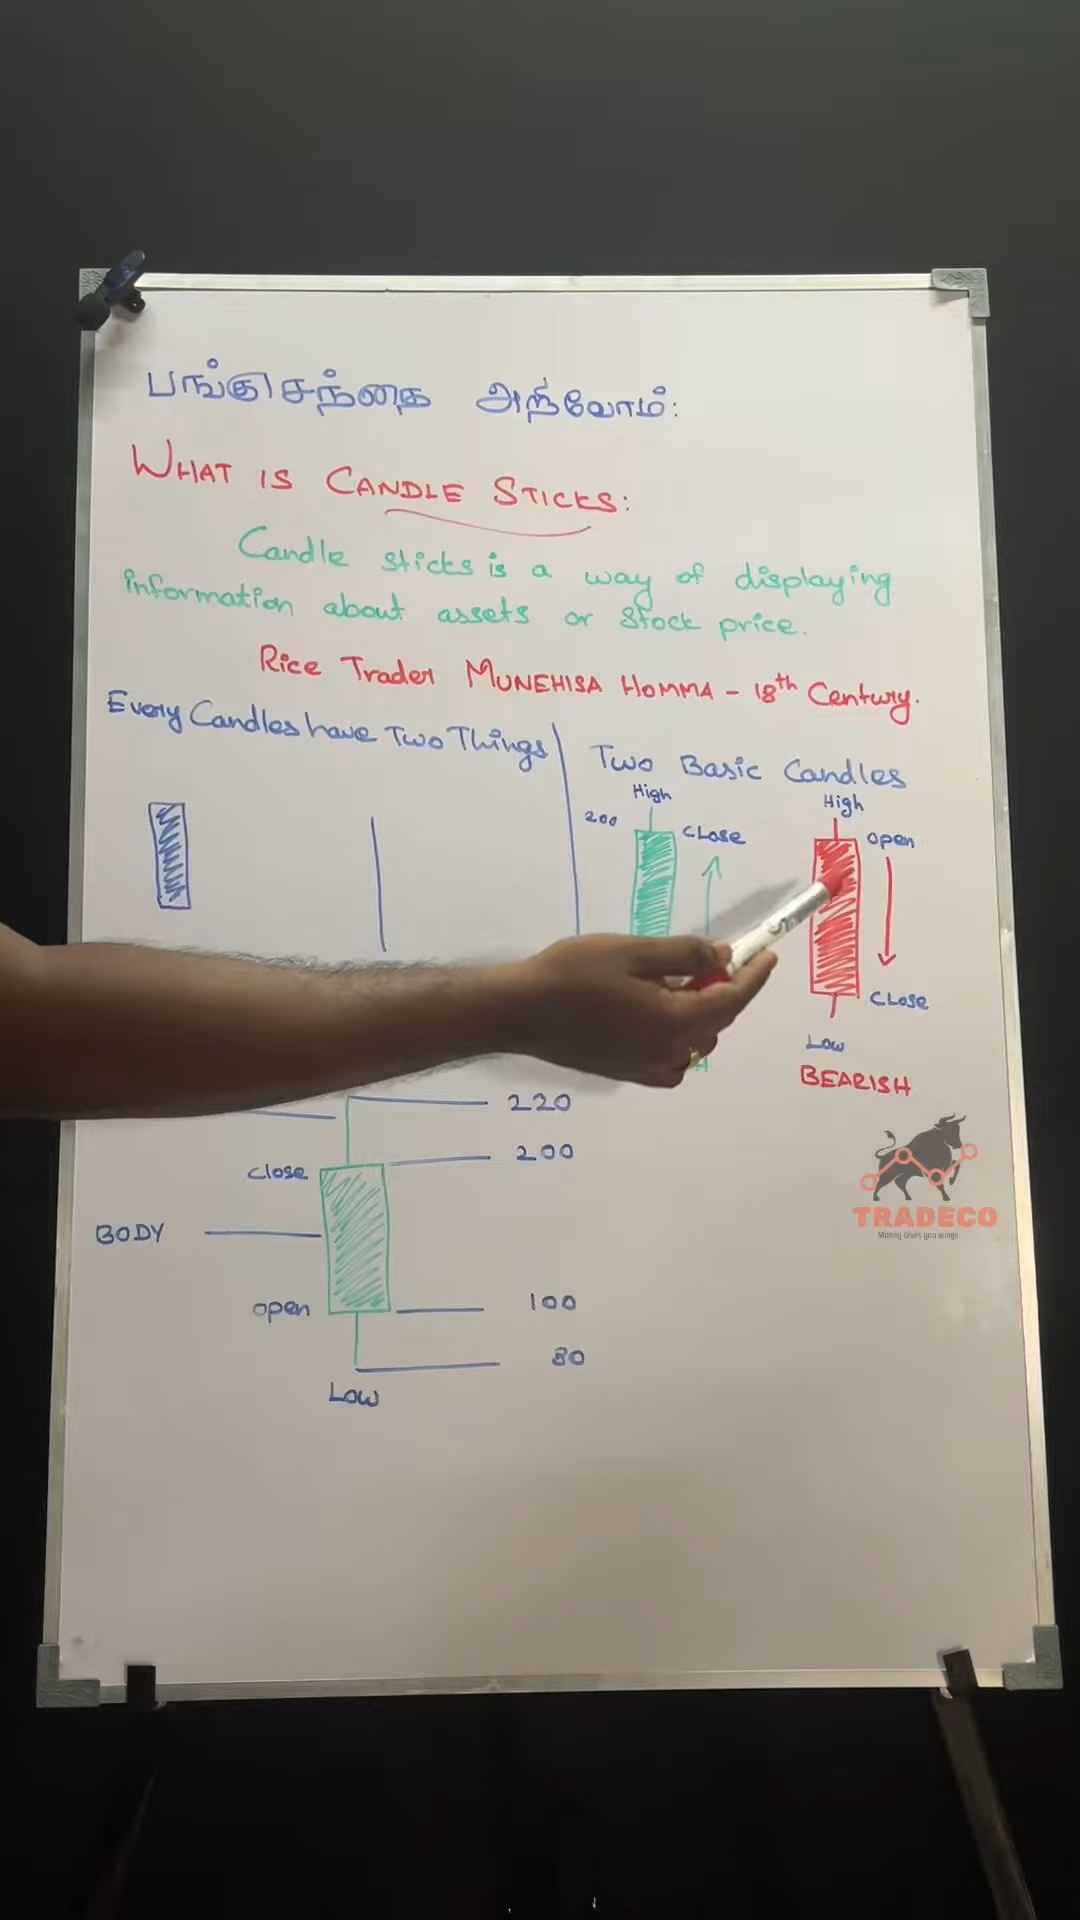 பங்குசந்தை அறிவோம்:
WHAT IS CANDLE STICKS:
Candle sticks is a way of displaying
information about assets or stock price.
Rice Trader MUNEHISA HOMMA - 18th Century.
Every Candles have Two Things
Two Basic Candles
High
200
CLose
High
open
CLose
Low
BEARISH
H
220
200
close
BODY
open
100
80
Low
TRADECO
Money Gives you wings